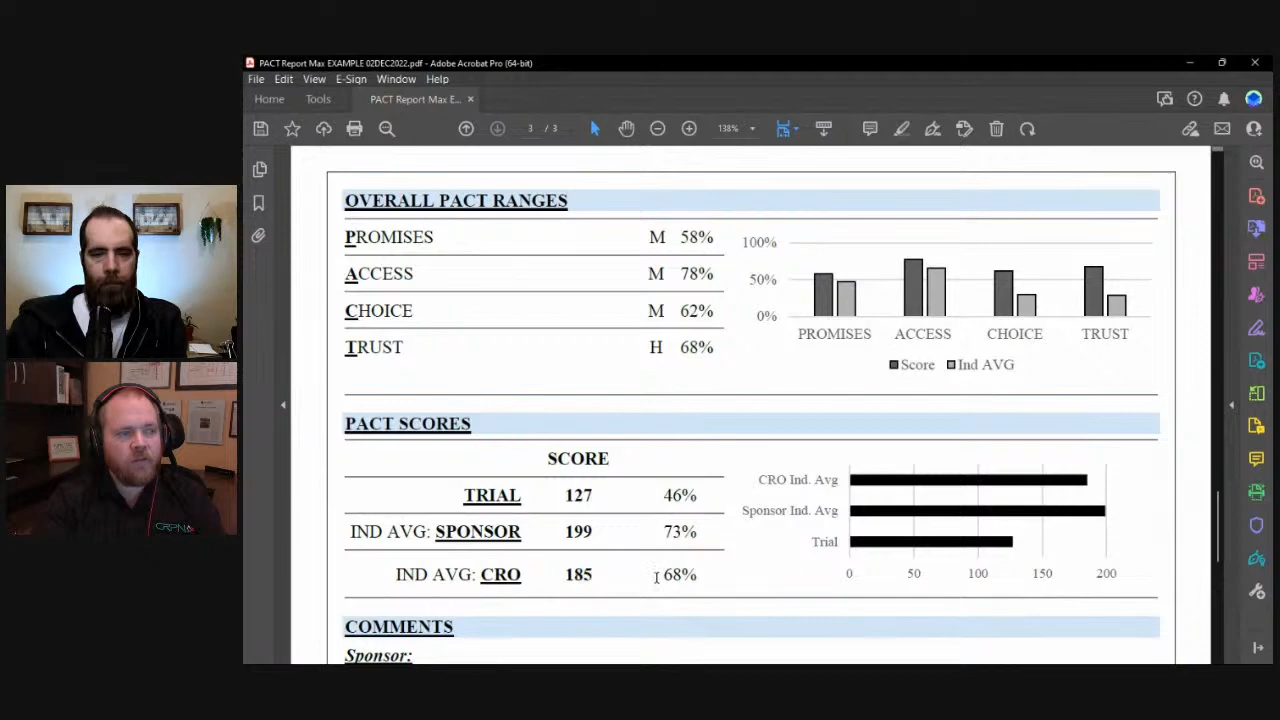 PACT Report Max EXAMPLE 02DEC2022.pdf - Adobe Acrobat Pro (64-bit)
File Edit View E-Sign Window Help
Home Tools PACT Report Max E... ×
3 / 3 138%
OVERALL PACT RANGES
PROMISES M 58%
ACCESS M 78%
CHOICE M 62%
TRUST H 68%
100%
50%
0%
PROMISES ACCESS CHOICE TRUST
Score Ind AVG
PACT SCORES
SCORE
TRIAL 127 46%
IND AVG: SPONSOR 199 73%
IND AVG: CRO 185 68%
CRO Ind. Avg
Sponsor Ind. Avg
Trial
0 50 100 150 200
COMMENTS
Sponsor:
CRPN